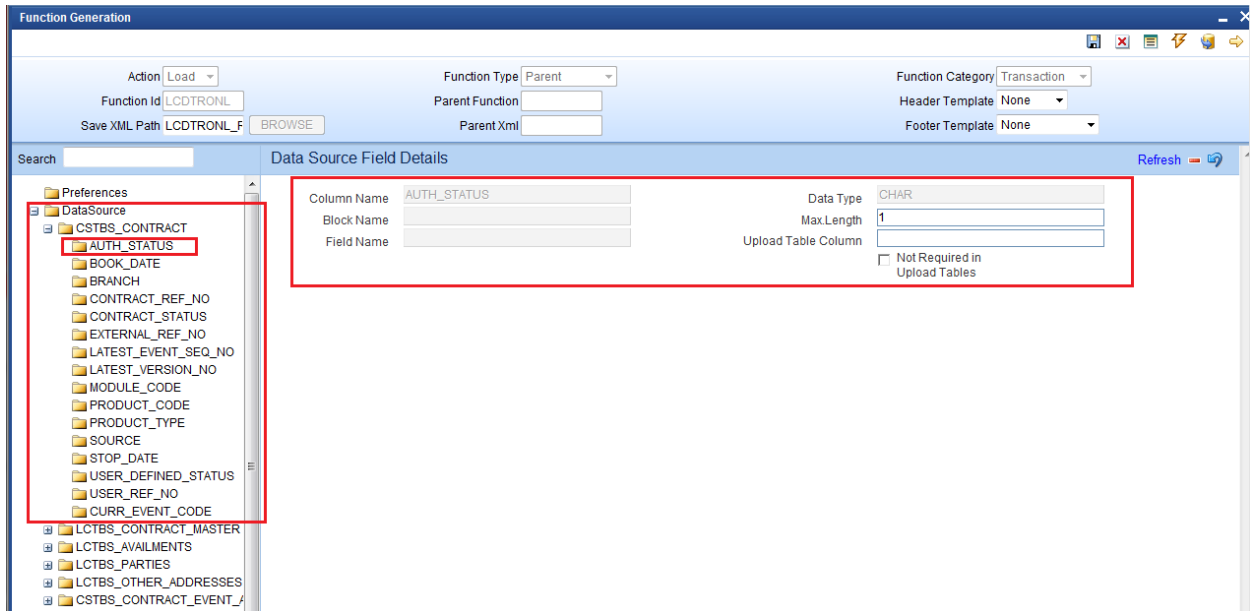 Function Generation
Action Load Function Type Parent Function Category Transaction
Function Id LCDTRONL Parent Function Header Template None
Save XML Path LCDTRONL_F BROWSE Parent Xml Footer Template None
Search Data Source Field Details Refresh
Preferences
DataSource
CSTBS_CONTRACT
AUTH_STATUS
BOOK_DATE
BRANCH
CONTRACT_REF_NO
CONTRACT_STATUS
EXTERNAL_REF_NO
LATEST_EVENT_SEQ_NO
LATEST_VERSION_NO
MODULE_CODE
PRODUCT_CODE
PRODUCT_TYPE
SOURCE
STOP_DATE
USER_DEFINED_STATUS
USER_REF_NO
CURR_EVENT_CODE
LCTBS_CONTRACT_MASTER
LCTBS_AVAILMENTS
LCTBS_PARTIES
LCTBS_OTHER_ADDRESSES
CSTBS_CONTRACT_EVENT_
Column Name AUTH_STATUS Data Type CHAR
Block Name Max.Length 1
Field Name Upload Table Column
Not Required in
Upload Tables